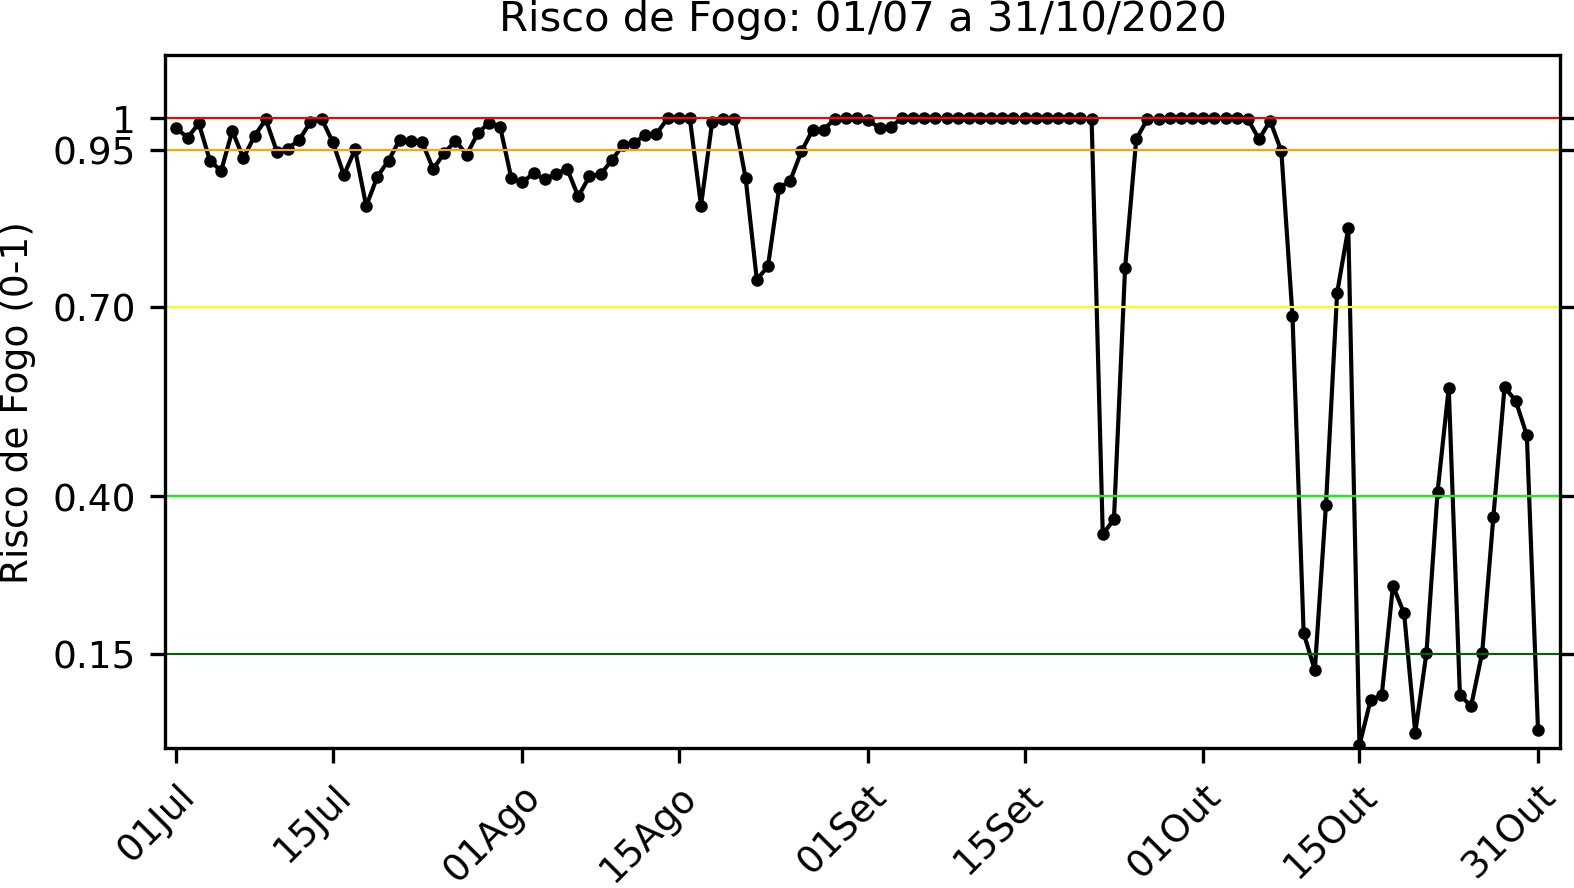 Risco de Fogo: 01/07 a 31/10/2020
Risco de Fogo (0-1)
1
0.95
0.70
0.40
0.15
01Jul
15Jul
01Ago
15Ago
01Set
15Set
01Out
15Out
31Out